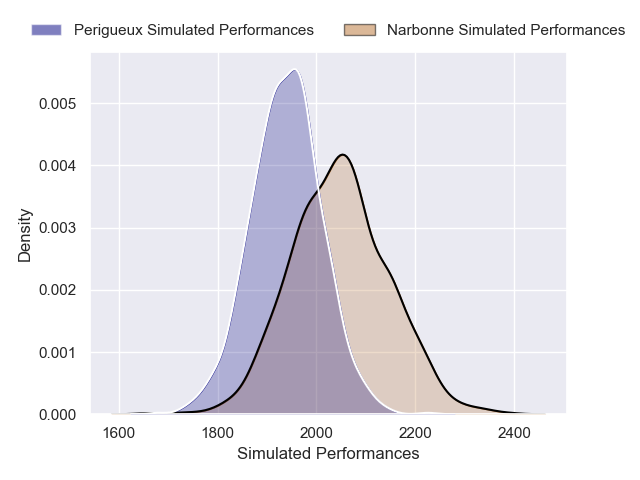 Perigueux Simulated Performances Narbonne Simulated Performances
0.005
0.004
0.003
0.002
0.001
0.000
Density
1600 1800 2000 2200 2400
Simulated Performances